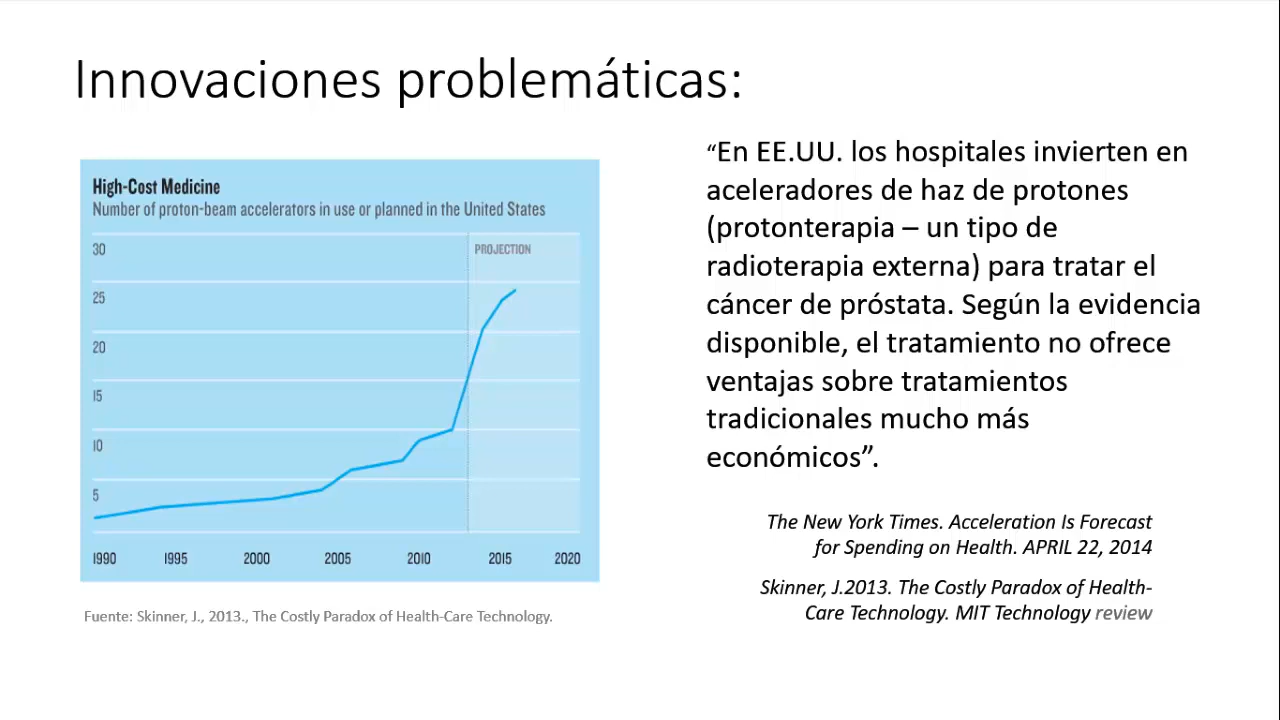 Innovaciones problemáticas:
High-Cost Medicine
Number of proton-beam accelerators in use or planned in the United States
PROJECTION
30
25
20
15
10
5
1990 1995 2000 2005 2010 2015 2020
Fuente: Skinner, J., 2013., The Costly Paradox of Health-Care Technology.
“En EE.UU. los hospitales invierten en
aceleradores de haz de protones
(protonterapia – un tipo de
radioterapia externa) para tratar el
cáncer de próstata. Según la evidencia
disponible, el tratamiento no ofrece
ventajas sobre tratamientos
tradicionales mucho más
económicos”.
The New York Times. Acceleration Is Forecast
for Spending on Health. APRIL 22, 2014
Skinner, J.2013. The Costly Paradox of Health-
Care Technology. MIT Technology review